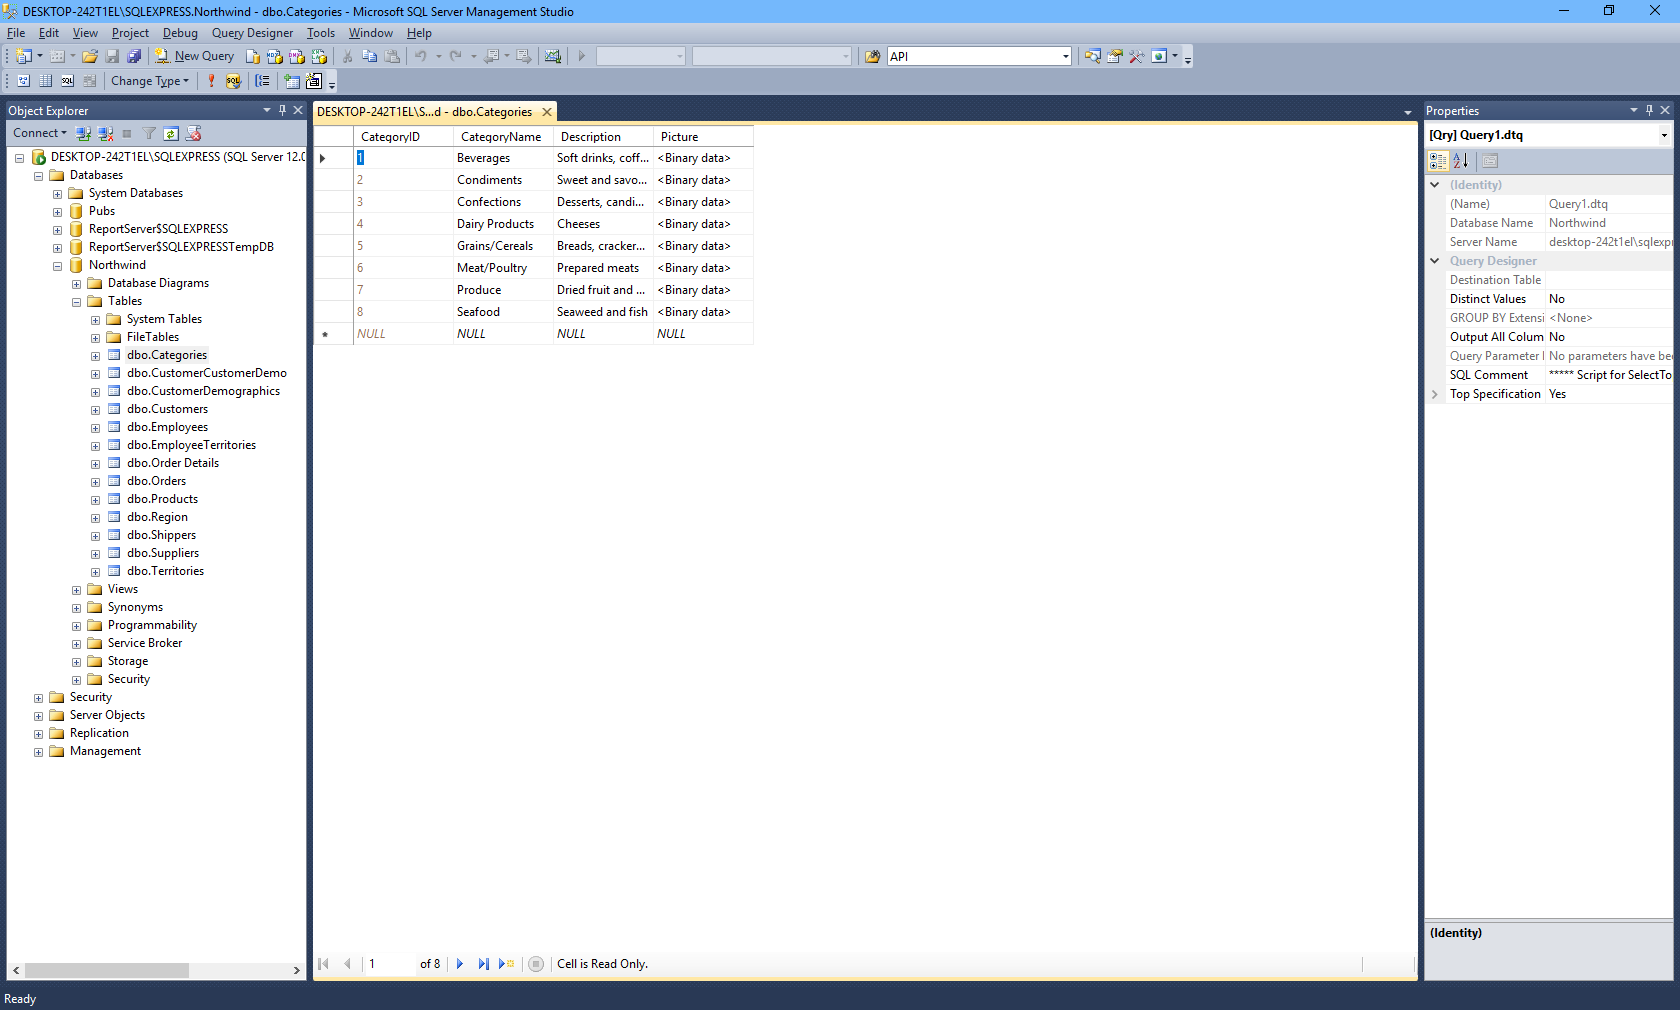 DESKTOP-242T1EL\SQLEXPRESS.Northwind - dbo.Categories - Microsoft SQL Server Management Studio
File Edit View Project Debug Query Designer Tools Window Help
New Query API
Change Type
Object Explorer
Connect
DESKTOP-242T1EL\SQLEXPRESS (SQL Server 12.0
Databases
System Databases
Pubs
ReportServer$SQLEXPRESS
ReportServer$SQLEXPRESSTempDB
Northwind
Database Diagrams
Tables
System Tables
FileTables
dbo.Categories
dbo.CustomerCustomerDemo
dbo.CustomerDemographics
dbo.Customers
dbo.Employees
dbo.EmployeeTerritories
dbo.Order Details
dbo.Orders
dbo.Products
dbo.Region
dbo.Shippers
dbo.Suppliers
dbo.Territories
Views
Synonyms
Programmability
Service Broker
Storage
Security
Security
Server Objects
Replication
Management
DESKTOP-242T1EL\S...d - dbo.Categories
CategoryID CategoryName Description Picture
1 Beverages Soft drinks, coff... <Binary data>
2 Condiments Sweet and savo... <Binary data>
3 Confections Desserts, candi... <Binary data>
4 Dairy Products Cheeses <Binary data>
5 Grains/Cereals Breads, cracker... <Binary data>
6 Meat/Poultry Prepared meats <Binary data>
7 Produce Dried fruit and ... <Binary data>
8 Seafood Seaweed and fish <Binary data>
NULL NULL NULL NULL
1 of 8 Cell is Read Only.
Properties
[Qry] Query1.dtq
(Identity)
(Name) Query1.dtq
Database Name Northwind
Server Name desktop-242t1el\sqlexpr
Query Designer
Destination Table
Distinct Values No
GROUP BY Extensi <None>
Output All Colum No
Query Parameter No parameters have bee
SQL Comment ***** Script for SelectTo
Top Specification Yes
(Identity)
Ready